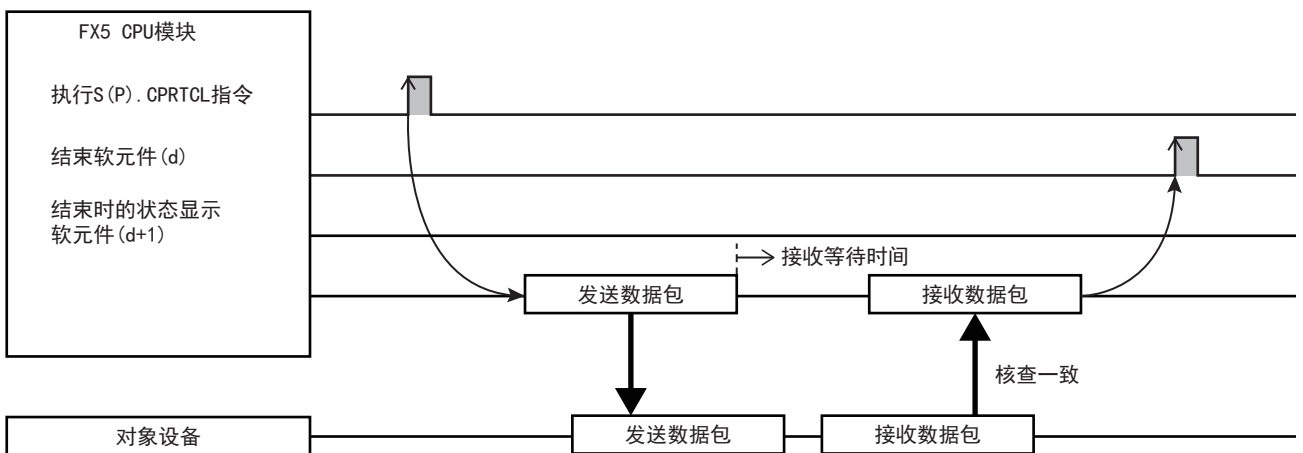 FX5 CPU模块
执行S(P).CPRTCL指令
结束软元件(d)
结束时的状态显示
软元件(d+1)
接收等待时间
发送数据包
接收数据包
核查一致
对象设备
发送数据包
接收数据包